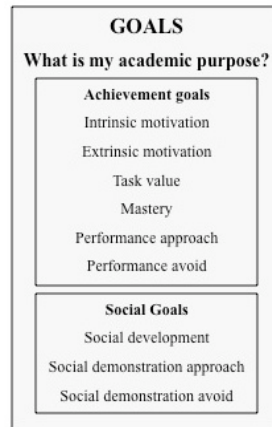 GOALS
What is my academic purpose?
Achievement goals
Intrinsic motivation
Extrinsic motivation
Task value
Mastery
Performance approach
Performance avoid
Social Goals
Social development
Social demonstration approach
Social demonstration avoid